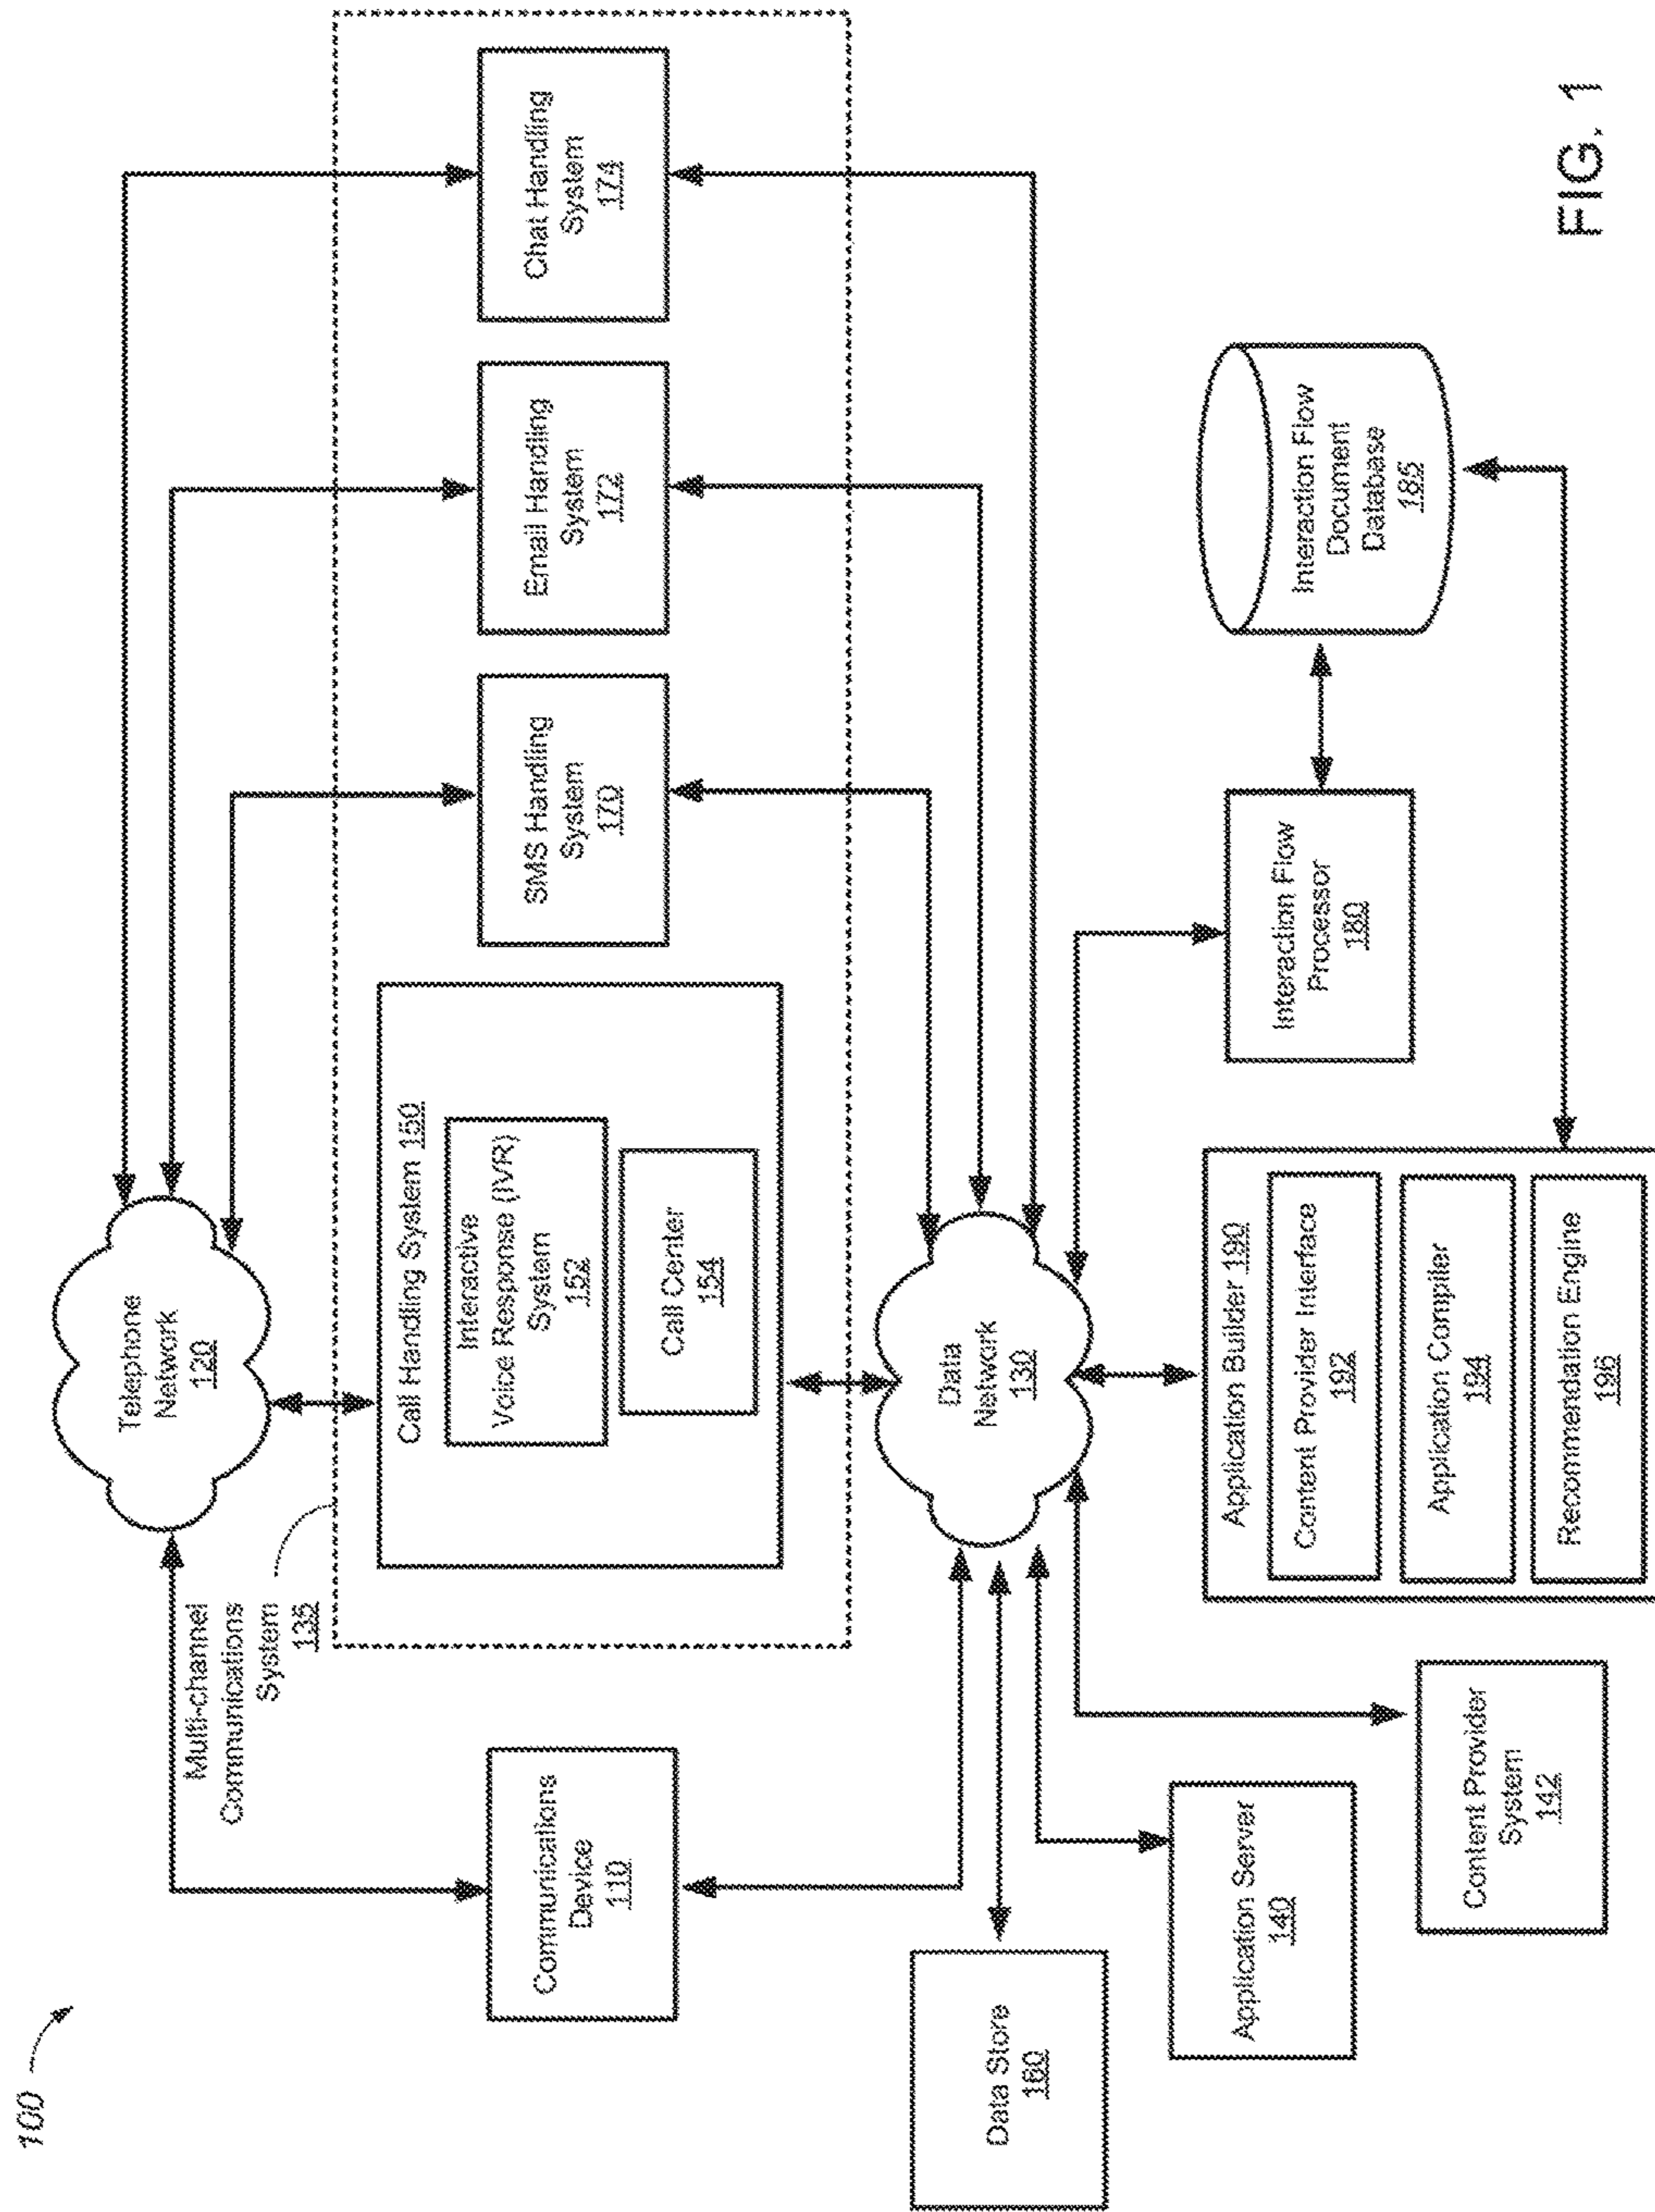 100
Telephone
Network
120
Multi-channel
Communications
System
135
Call Handling System 150
Interactive
Voice Response (IVR)
System
152
Call Center
154
SMS Handling
System
170
Email Handling
System
172
Chat Handling
System
174
Communications
Device
110
Data
Network
130
Data Store
160
Application Server
140
Content Provider
System
142
Application Builder 190
Content Provider Interface
192
Application Compiler
194
Recommendation Engine
196
Interaction Flow
Processor
180
Interaction Flow
Document
Database
185
FIG. 1